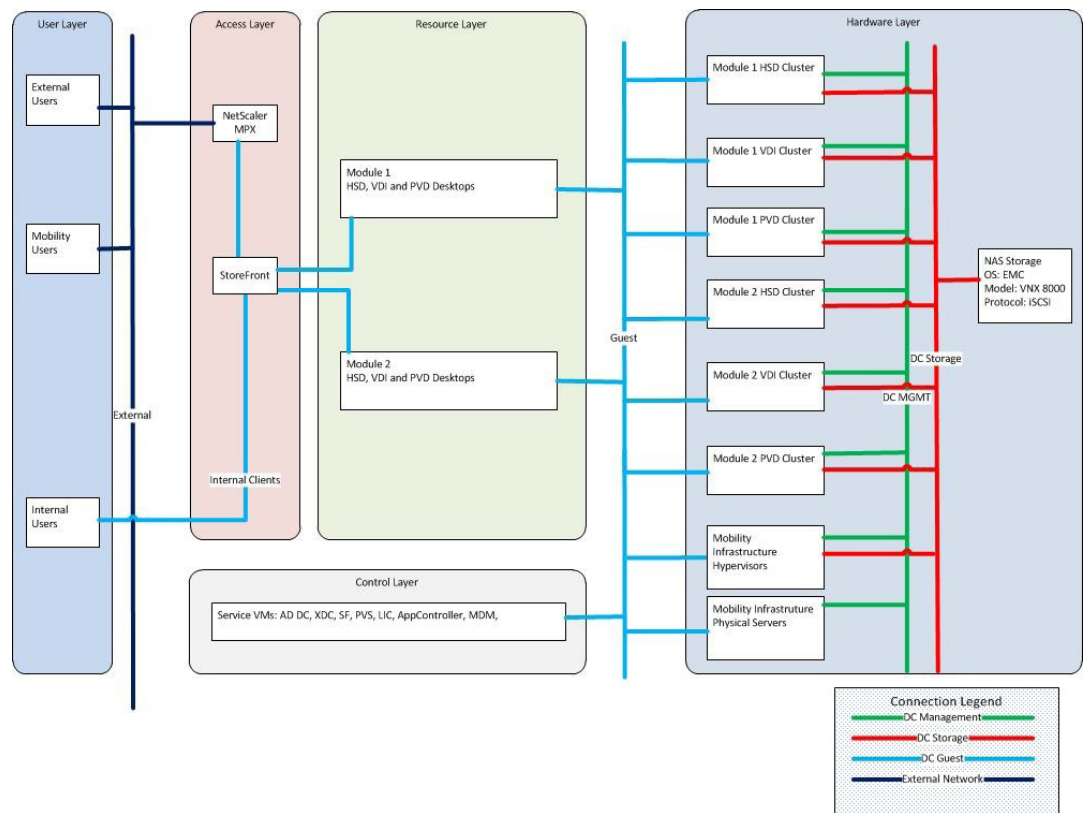 User Layer
External
Users
Mobility
Users
Internal
Users
External
Access Layer
NetScaler
MPX
StoreFront
Internal Clients
Resource Layer
Module 1
HSD, VDI and PVD Desktops
Module 2
HSD, VDI and PVD Desktops
Control Layer
Service VMs: AD DC, XDC, SF, PVS, LIC, AppController, MDM,
Guest
Hardware Layer
Module 1 HSD Cluster
Module 1 VDI Cluster
Module 1 PVD Cluster
Module 2 HSD Cluster
Module 2 VDI Cluster
Module 2 PVD Cluster
Mobility
Infrastructure
Hypervisors
Mobility Infrastruture
Physical Servers
DC Storage
DC MGMT
NAS Storage
OS: EMC
Model: VNX 8000
Protocol: iSCSI
Connection Legend
DC Management
DC Storage
DC Guest
External Network